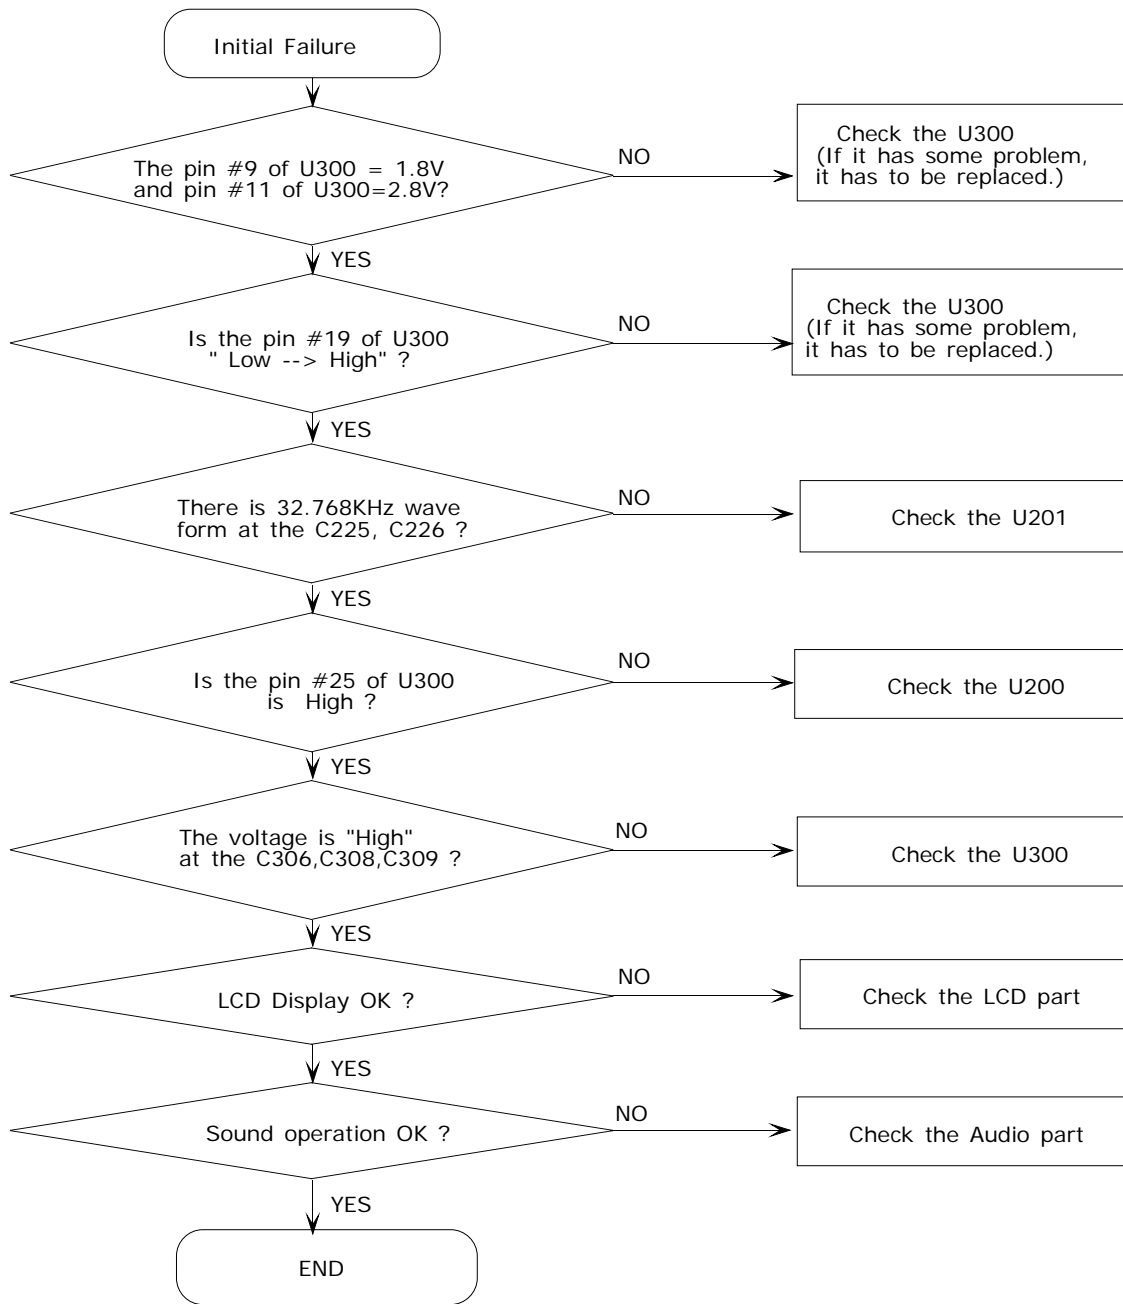 Initial Failure
The pin #9 of U300 = 1.8V
and pin #11 of U300=2.8V?
NO
Check the U300
(If it has some problem,
it has to be replaced.)
YES
Is the pin #19 of U300
" Low --> High" ?
NO
Check the U300
(If it has some problem,
it has to be replaced.)
YES
There is 32.768KHz wave
form at the C225, C226 ?
NO
Check the U201
YES
Is the pin #25 of U300
is High ?
NO
Check the U200
YES
The voltage is "High"
at the C306,C308,C309 ?
NO
Check the U300
YES
LCD Display OK ?
NO
Check the LCD part
YES
Sound operation OK ?
NO
Check the Audio part
YES
END